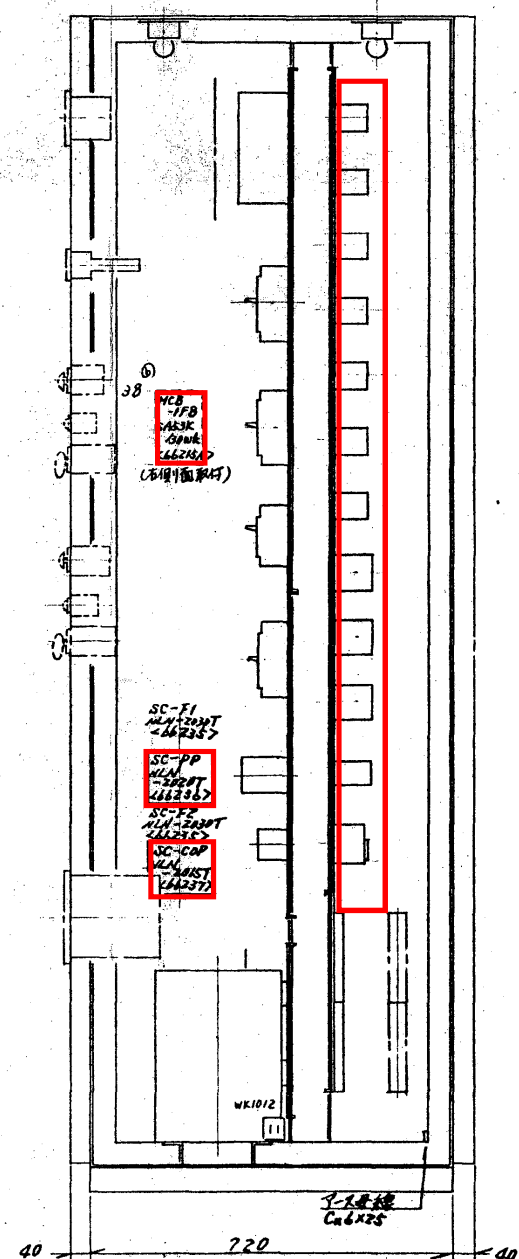 ⑥
38
MCB
-1FB
SA53K
130WK
<66215A>
(右側面取付)
SC-F1
NLN-2030T
<66235>
SC-PP
NLN
-2020T
<66236>
SC-F2
NLN-2030T
<66235>
SC-COP
NLN
-2015T
<66237>
WK1012
アース母線
Cu6×25
40
720
40